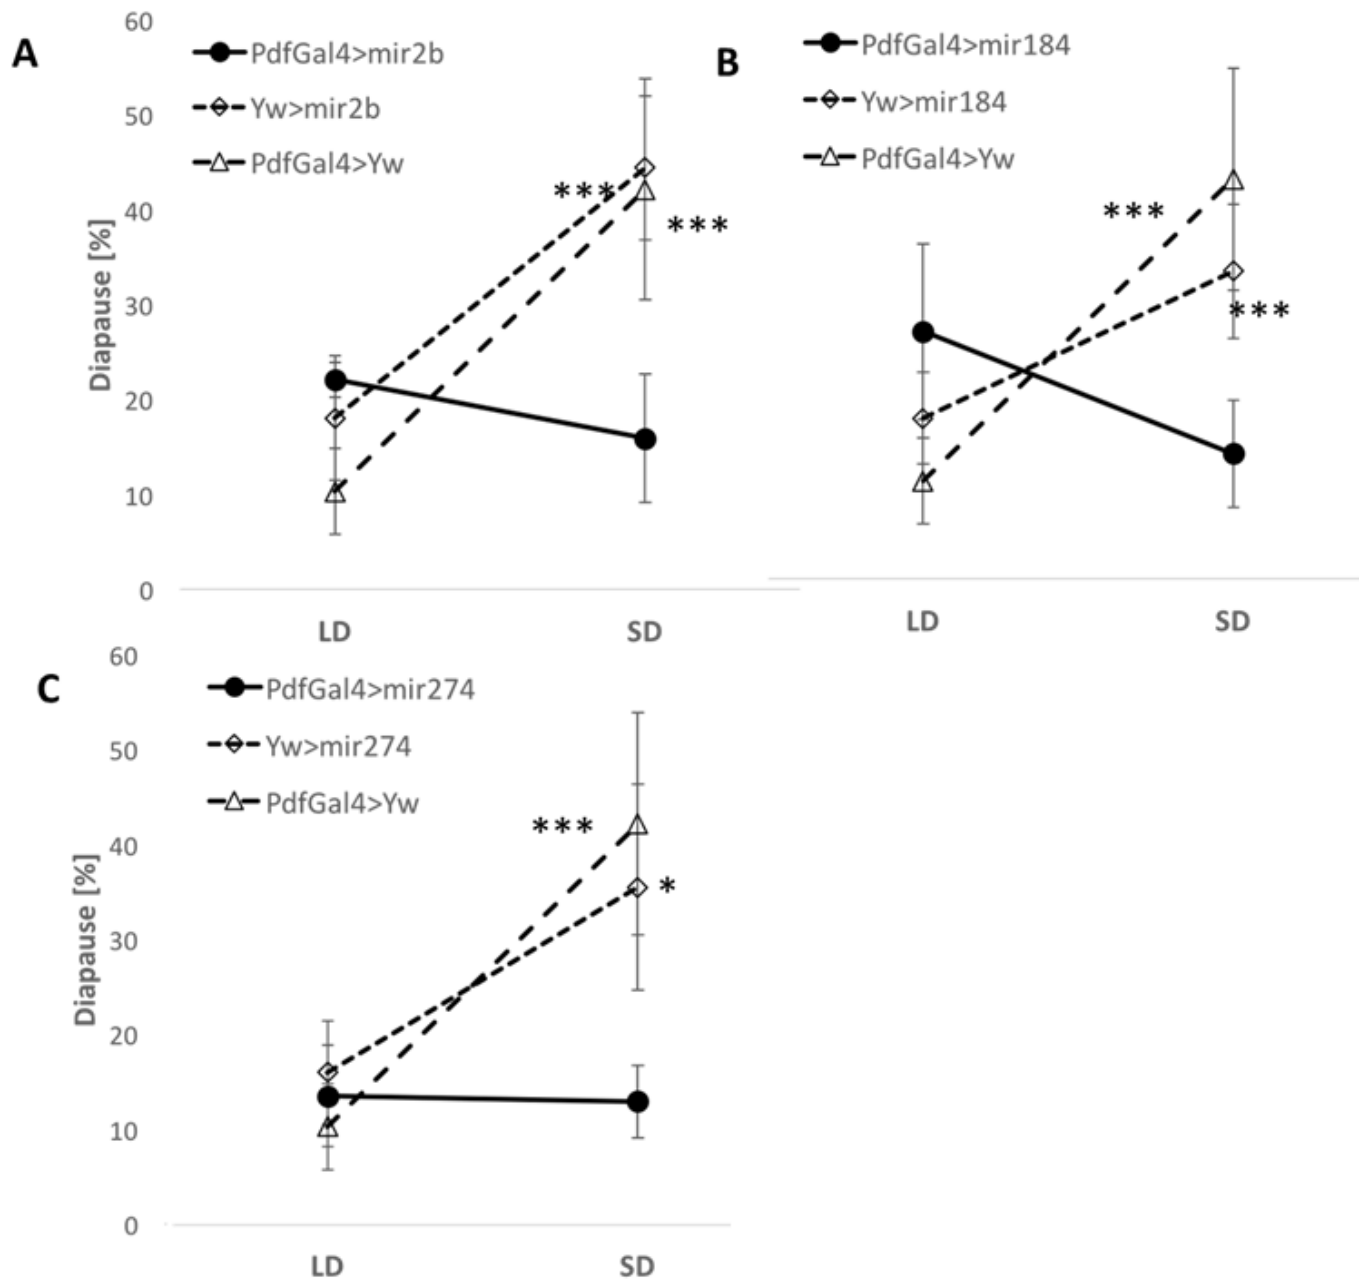 A
60
50
40
30
20
10
0
Diapause [%]
PdfGal4>mir2b
Yw>mir2b
PdfGal4>Yw
***
***
LD
SD
B
PdfGal4>mir184
Yw>mir184
PdfGal4>Yw
***
***
LD
SD
C
60
50
40
30
20
10
0
Diapause [%]
PdfGal4>mir274
Yw>mir274
PdfGal4>Yw
***
*
LD
SD